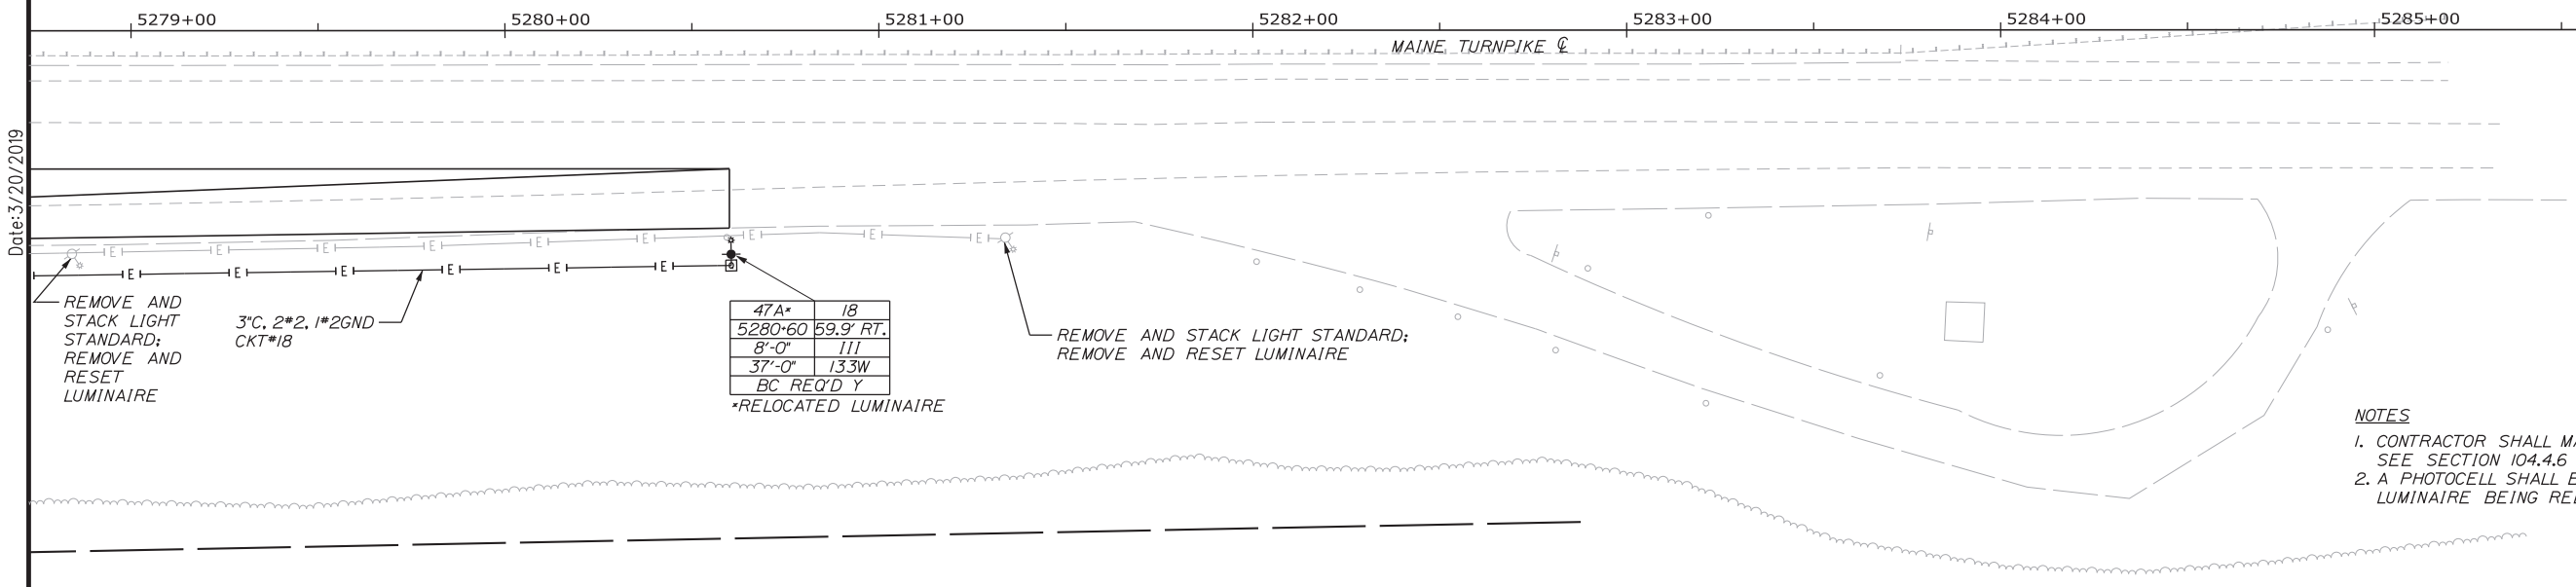 5279+00
5280+00
5281+00
5282+00
5283+00
5284+00
5285+00
MAINE TURNPIKE ℄
Date:3/20/2019
E E E E E E E E E
E E E E E E
REMOVE AND
STACK LIGHT
STANDARD;
REMOVE AND
RESET
LUMINAIRE
3"C, 2#2, 1#2GND
CKT#18
47A* 18
5280+60 59.9' RT.
8'-0" III
37'-0" 133W
BC REQ'D Y
*RELOCATED LUMINAIRE
REMOVE AND STACK LIGHT STANDARD;
REMOVE AND RESET LUMINAIRE
NOTES
1. CONTRACTOR SHALL
SEE SECTION 104.4.6
2. A PHOTOCELL SHALL
LUMINAIRE BEING